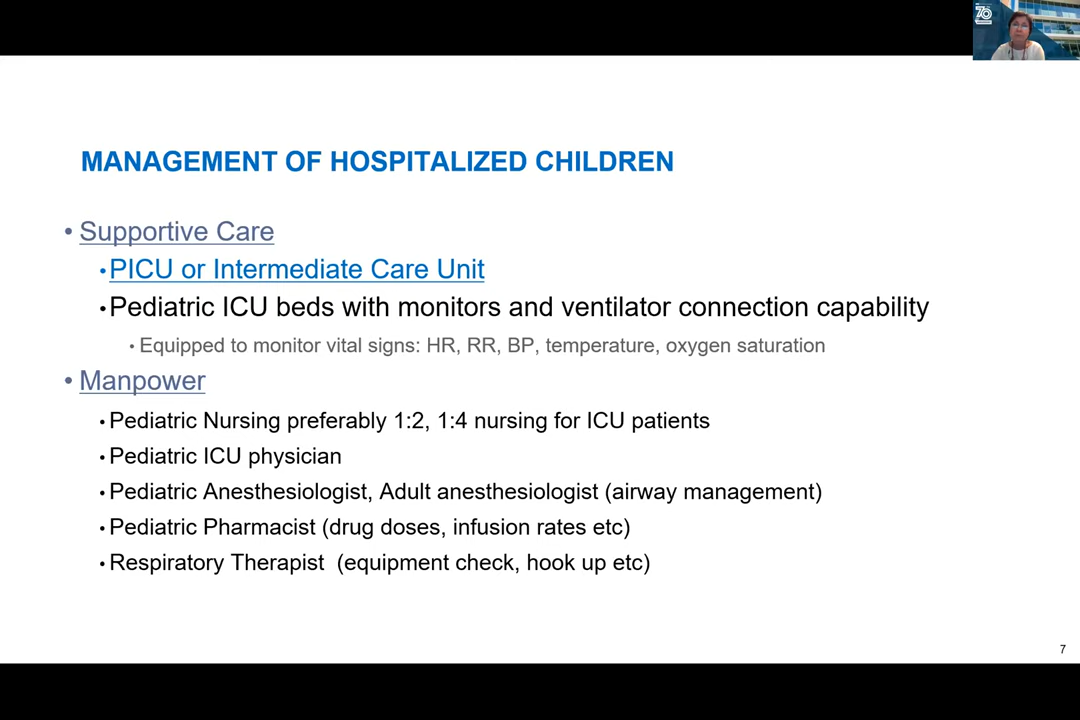 70
MANAGEMENT OF HOSPITALIZED CHILDREN
• Supportive Care
• PICU or Intermediate Care Unit
• Pediatric ICU beds with monitors and ventilator connection capability
• Equipped to monitor vital signs: HR, RR, BP, temperature, oxygen saturation
• Manpower
• Pediatric Nursing preferably 1:2, 1:4 nursing for ICU patients
• Pediatric ICU physician
• Pediatric Anesthesiologist, Adult anesthesiologist (airway management)
• Pediatric Pharmacist (drug doses, infusion rates etc)
• Respiratory Therapist (equipment check, hook up etc)
7